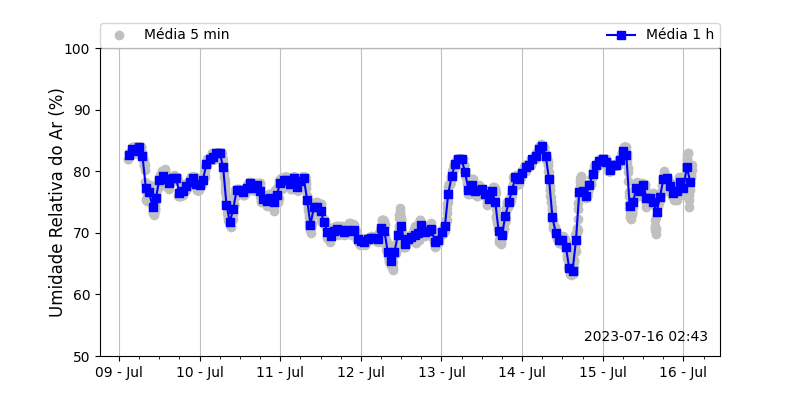 Média 5 min
Média 1 h
Umidade Relativa do Ar (%)
100
90
80
70
60
50
2023-07-16 02:43
09 - Jul
10 - Jul
11 - Jul
12 - Jul
13 - Jul
14 - Jul
15 - Jul
16 - Jul